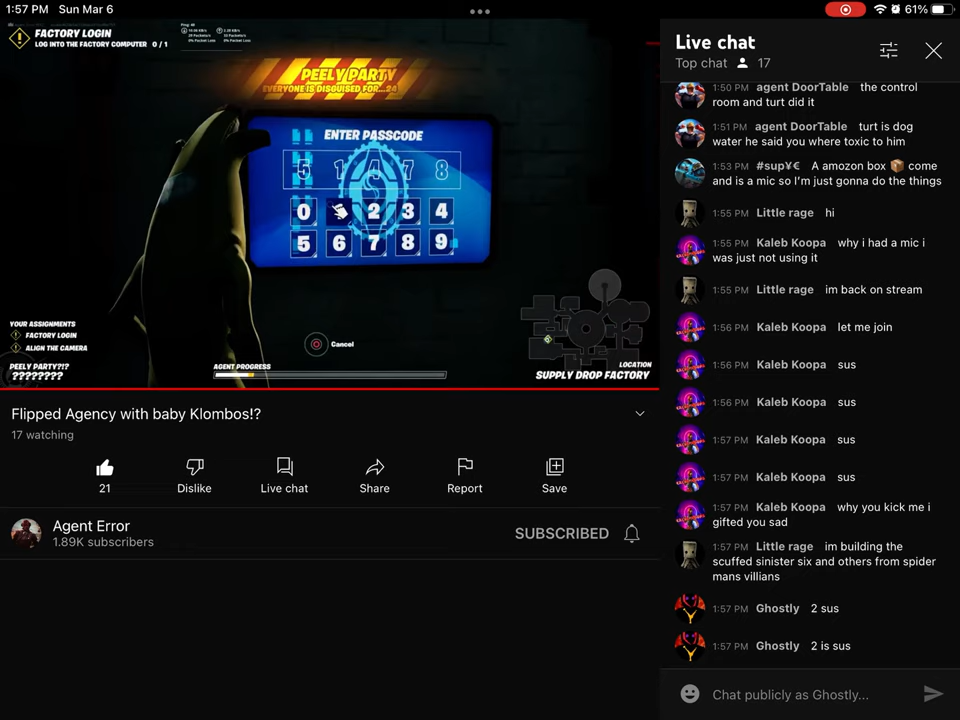 1:57 PM Sun Mar 6
61%
FACTORY LOGIN
LOG INTO THE FACTORY COMPUTER 0 / 1
PEELY PARTY
EVERYONE IS DISGUISED FOR...24
ENTER PASSCODE
5 1 4 7 8
0 2 3 4
5 6 7 8 9
Cancel
YOUR ASSIGNMENTS
FACTORY LOGIN
ALIGN THE CAMERA
PEELY PARTY?!?
????????
AGENT PROGRESS
LOCATION
SUPPLY DROP FACTORY
Flipped Agency with baby Klombos!?
17 watching
21
Dislike
Live chat
Share
Report
Save
Agent Error
1.89K subscribers
SUBSCRIBED
Live chat
Top chat 17
1:50 PM agent DoorTable the control
room and turt did it
1:51 PM agent DoorTable turt is dog
water he said you where toxic to him
1:53 PM #sup¥€ A amozon box 📦 come
and is a mic so I’m just gonna do the things
1:55 PM Little rage hi
1:55 PM Kaleb Koopa why i had a mic i
was just not using it
1:55 PM Little rage im back on stream
1:56 PM Kaleb Koopa let me join
1:56 PM Kaleb Koopa sus
1:56 PM Kaleb Koopa sus
1:57 PM Kaleb Koopa sus
1:57 PM Kaleb Koopa sus
1:57 PM Kaleb Koopa why you kick me i
gifted you sad
1:57 PM Little rage im building the
scuffed sinister six and others from spider
mans villians
1:57 PM Ghostly 2 sus
1:57 PM Ghostly 2 is sus
Chat publicly as Ghostly...